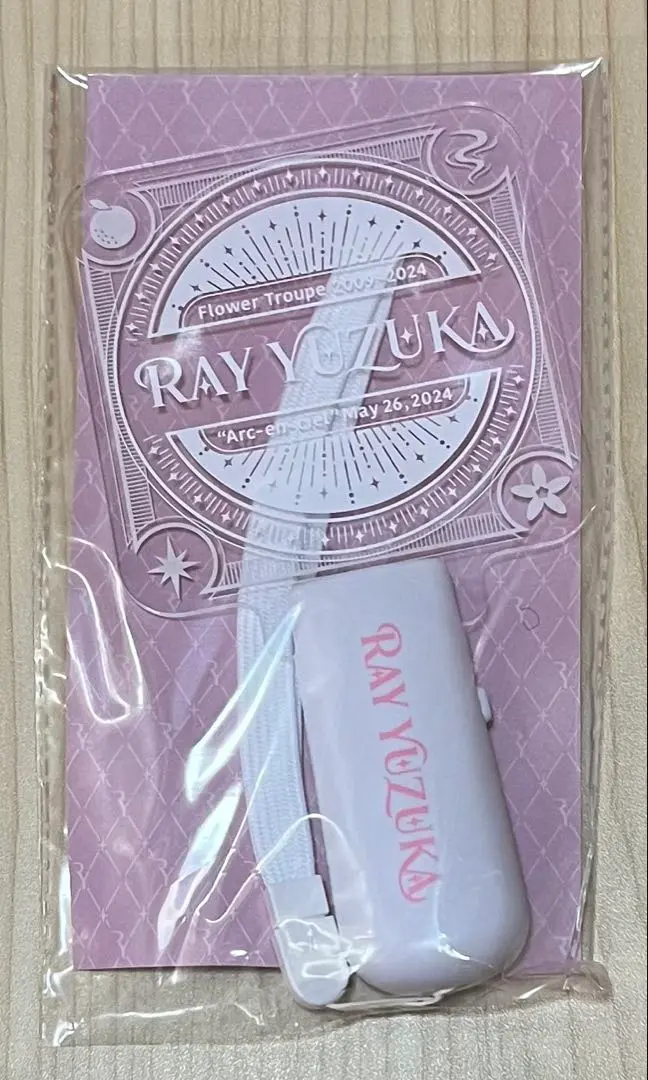 Flower Troupe 2009-2024
RAY YUZUKA
“Arc-en-ciel” May 26, 2024
RAY YUZUKA